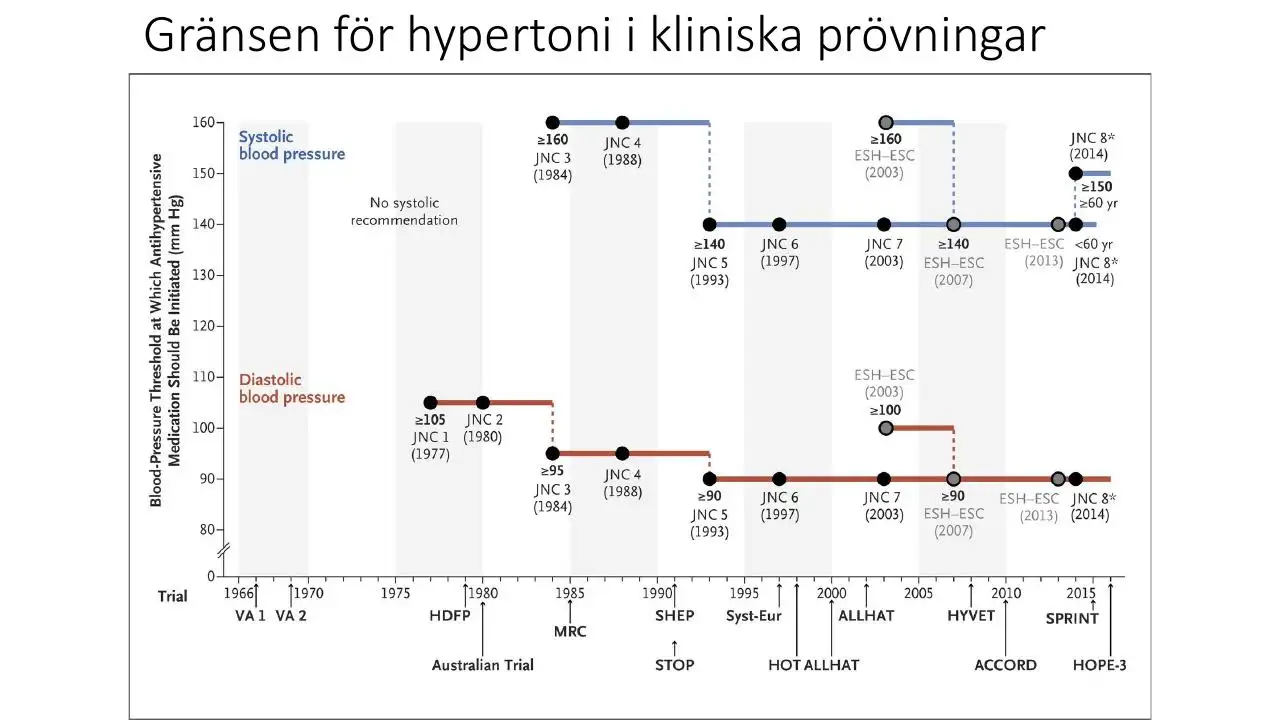 Gränsen för hypertoni i kliniska prövningar
Blood-Pressure Threshold at Which Antihypertensive
Medication Should Be Initiated (mm Hg)
160
150
140
130
120
110
100
90
80
0
Systolic
blood pressure
No systolic
recommendation
≥160
JNC 3
(1984)
JNC 4
(1988)
≥140
JNC 5
(1993)
JNC 6
(1997)
JNC 7
(2003)
≥160
ESH–ESC
(2003)
≥140
ESH–ESC
(2007)
ESH–ESC
(2013)
JNC 8*
(2014)
≥150
≥60 yr
<60 yr
JNC 8*
(2014)
Diastolic
blood pressure
≥105
JNC 1
(1977)
JNC 2
(1980)
≥95
JNC 3
(1984)
JNC 4
(1988)
≥90
JNC 5
(1993)
JNC 6
(1997)
JNC 7
(2003)
ESH–ESC
(2003)
≥100
≥90
ESH–ESC
(2007)
ESH–ESC
(2013)
JNC 8*
(2014)
Trial
1966 1970 1975 1980 1985 1990 1995 2000 2005 2010 2015
VA 1 VA 2 HDFP SHEP Syst-Eur ALLHAT HYVET SPRINT
MRC
Australian Trial STOP HOT ALLHAT ACCORD HOPE-3